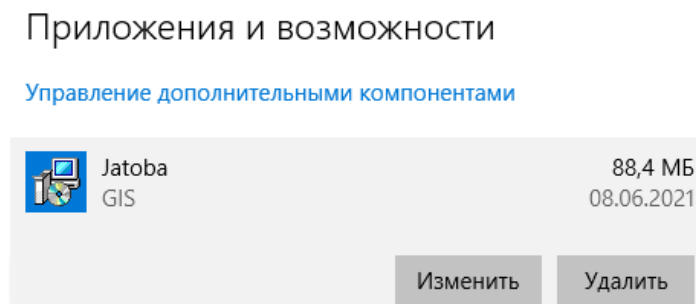 Приложения и возможности
Управление дополнительными компонентами
Jatoba 88,4 МБ
GIS 08.06.2021
Изменить Удалить